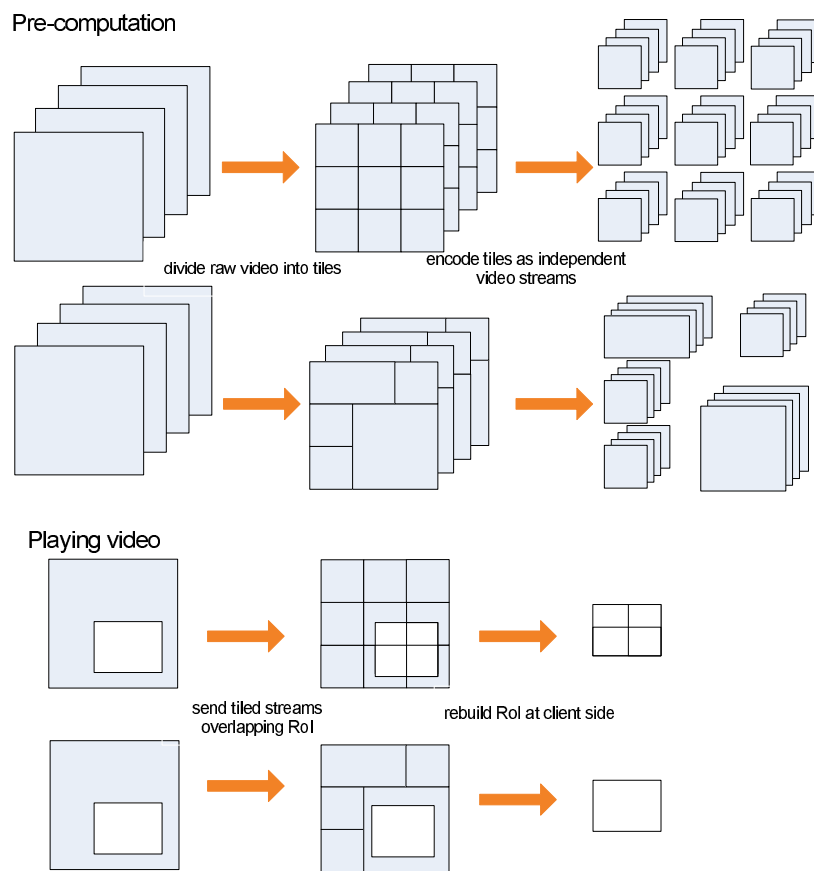 Pre-computation
divide raw video into tiles
encode tiles as independent
video streams
Playing video
send tiled streams
overlapping RoI
rebuild RoI at client side